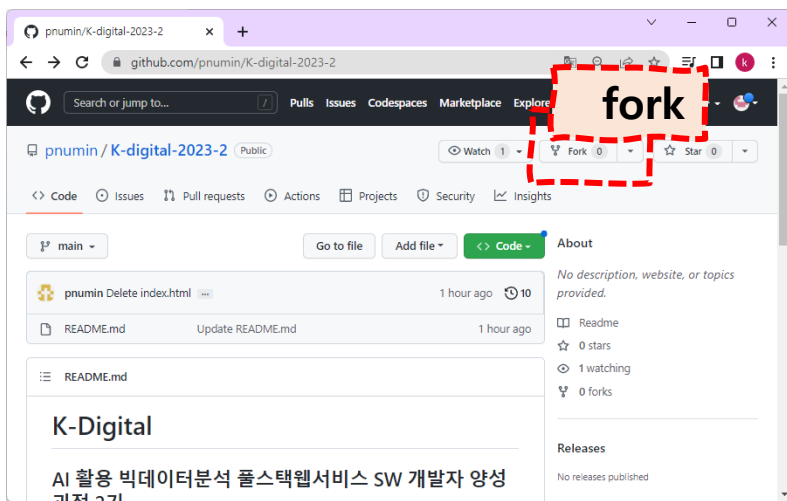 pnumin/K-digital-2023-2
github.com/pnumin/K-digital-2023-2
k
Search or jump to... / Pulls Issues Codespaces Marketplace Explore
fork
pnumin / K-digital-2023-2 Public
Watch 1 Fork 0 Star 0
Code Issues Pull requests Actions Projects Security Insights
main Go to file Add file Code
pnumin Delete index.html ... 1 hour ago 10
README.md Update README.md 1 hour ago
README.md
K-Digital
AI 활용 빅데이터분석 풀스택웹서비스 SW 개발자 양성
About
No description, website, or topics
provided.
Readme
0 stars
1 watching
0 forks
Releases
No releases published